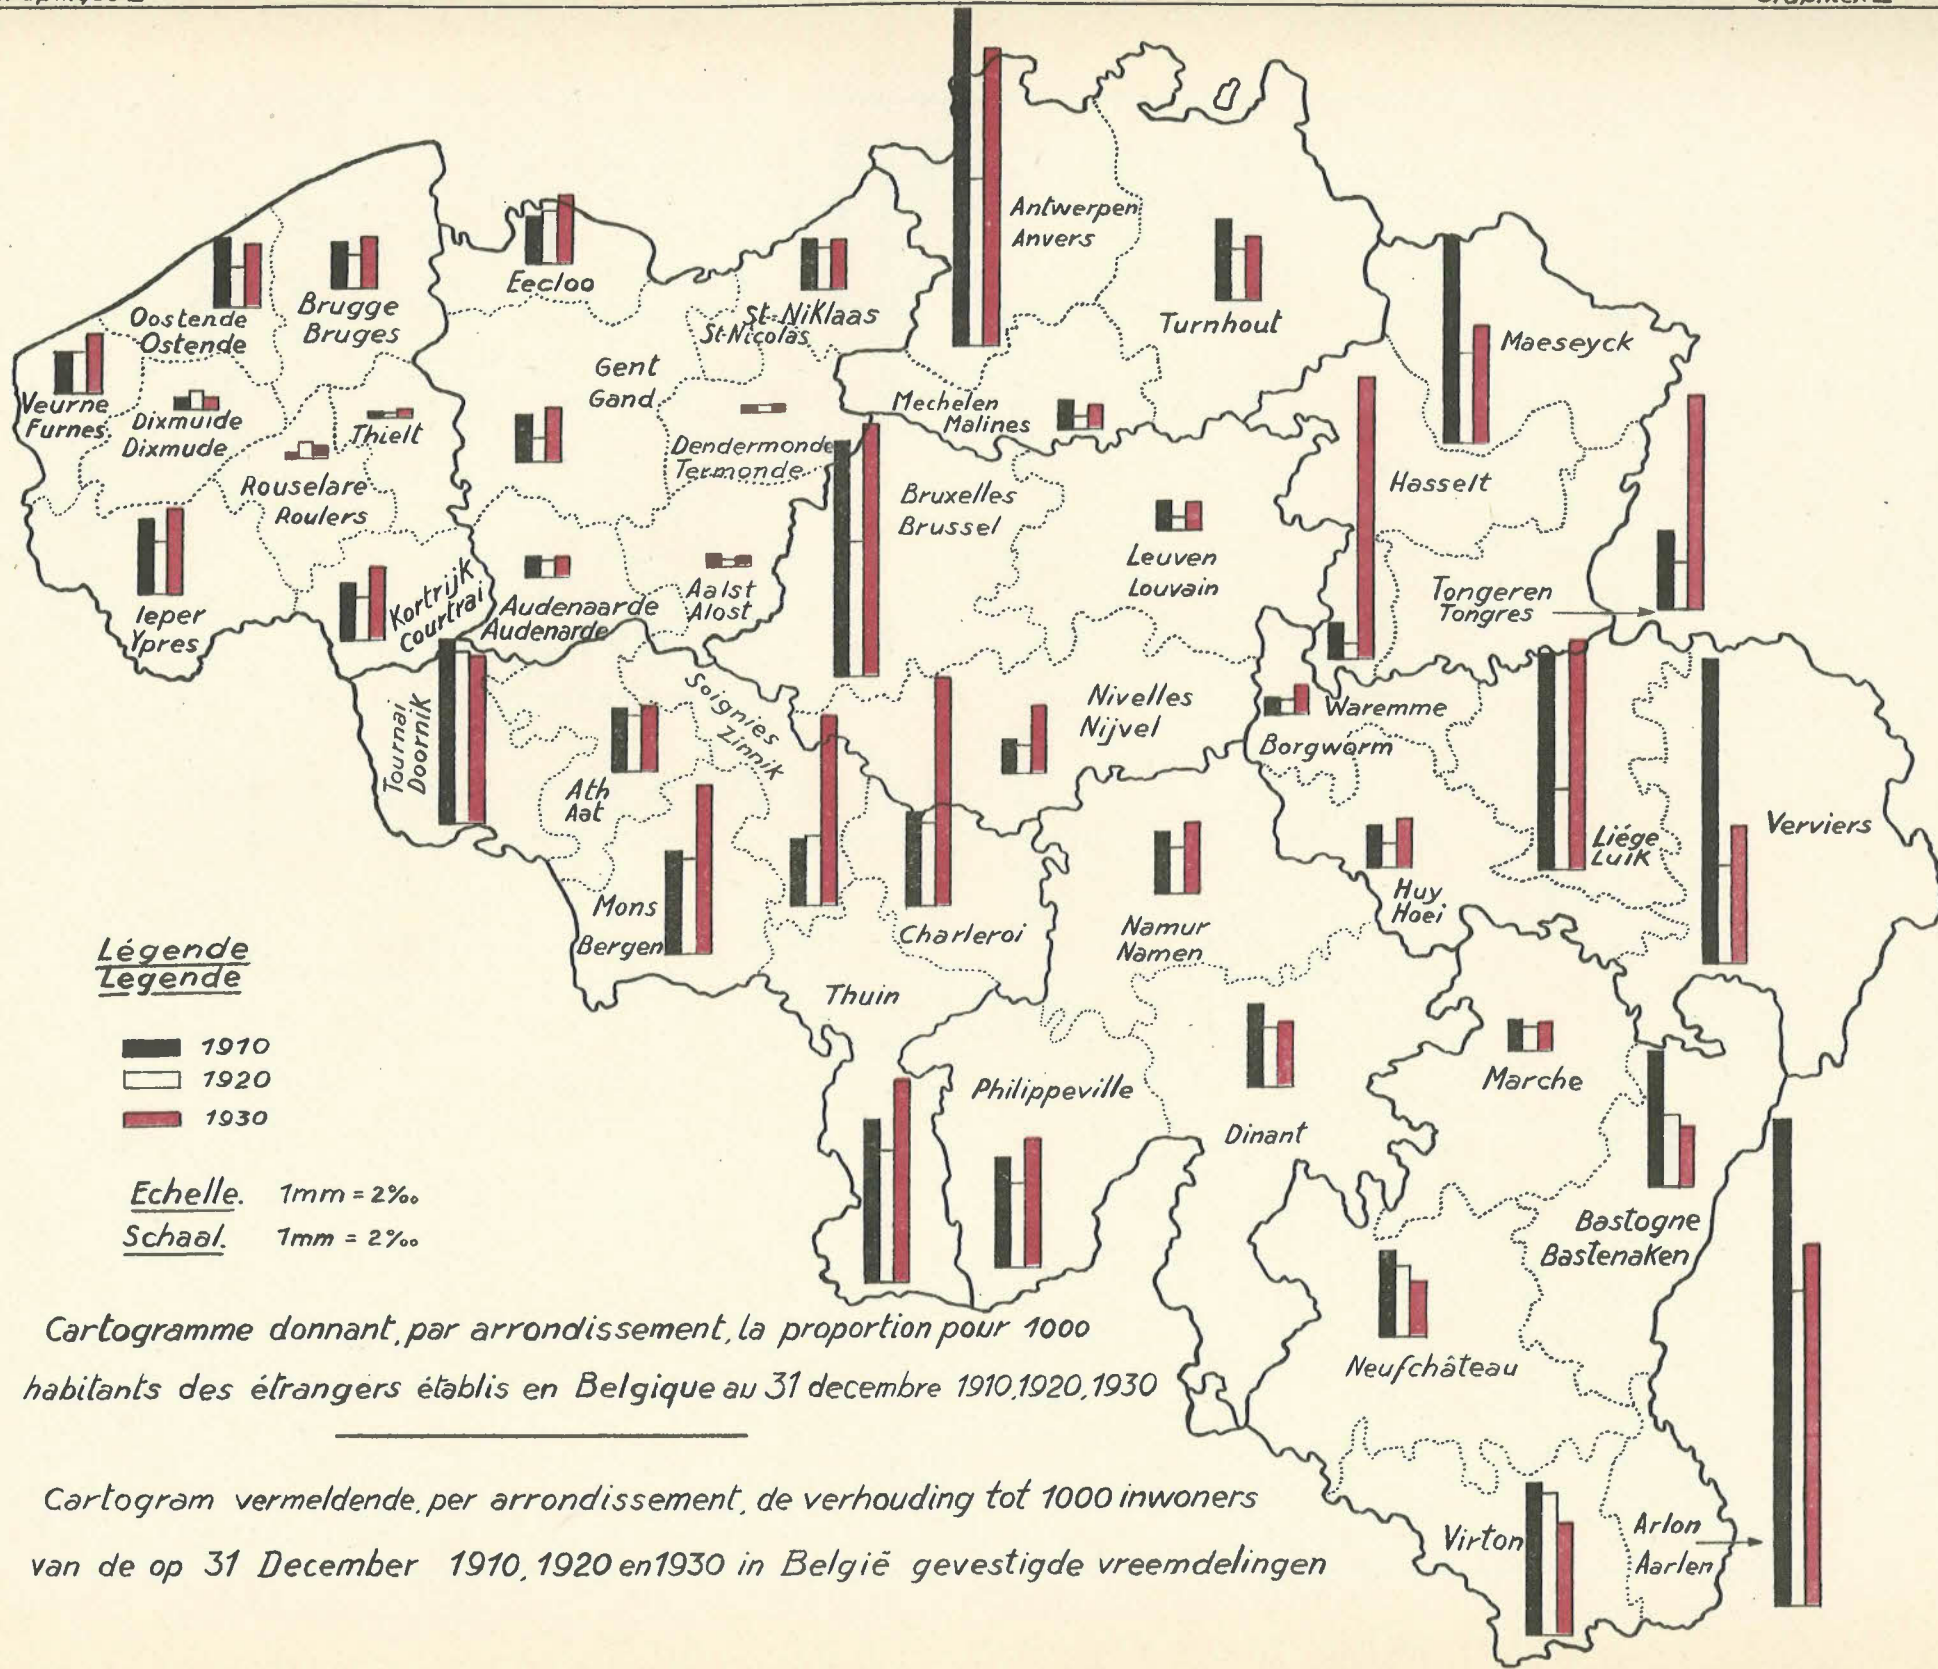 Antwerpen
Anvers
Turnhout
Maeseyck
Eecloo
St-Niklaas
St-Nicolas
Oostende
Ostende
Brugge
Bruges
Gent
Gand
Veurne
Furnes
Dixmuide
Dixmude
Thielt
Mechelen
Malines
Dendermonde
Termonde
Rouselare
Roulers
Bruxelles
Brussel
Hasselt
Leuven
Louvain
Tongeren
Tongres
Ieper
Ypres
Kortrijk
Courtrai
Audenaarde
Audenarde
Aalst
Alost
Tournai
Doornik
Soignies
Zinnik
Nivelles
Nijvel
Waremme
Borgworm
Ath
Aat
Liége
Luik
Verviers
Mons
Bergen
Charleroi
Namur
Namen
Huy
Hoei
Thuin
Philippeville
Dinant
Marche
Bastogne
Bastenaken
Neufchâteau
Virton
Arlon
Aarlen
Légende
Legende
1910
1920
1930
Echelle. 1mm = 2‰
Schaal. 1mm = 2‰
Cartogramme donnant, par arrondissement, la proportion pour 1000
habitants des étrangers établis en Belgique au 31 decembre 1910, 1920, 1930
Cartogram vermeldende, per arrondissement, de verhouding tot 1000 inwoners
van de op 31 December 1910, 1920 en 1930 in België gevestigde vreemdelingen